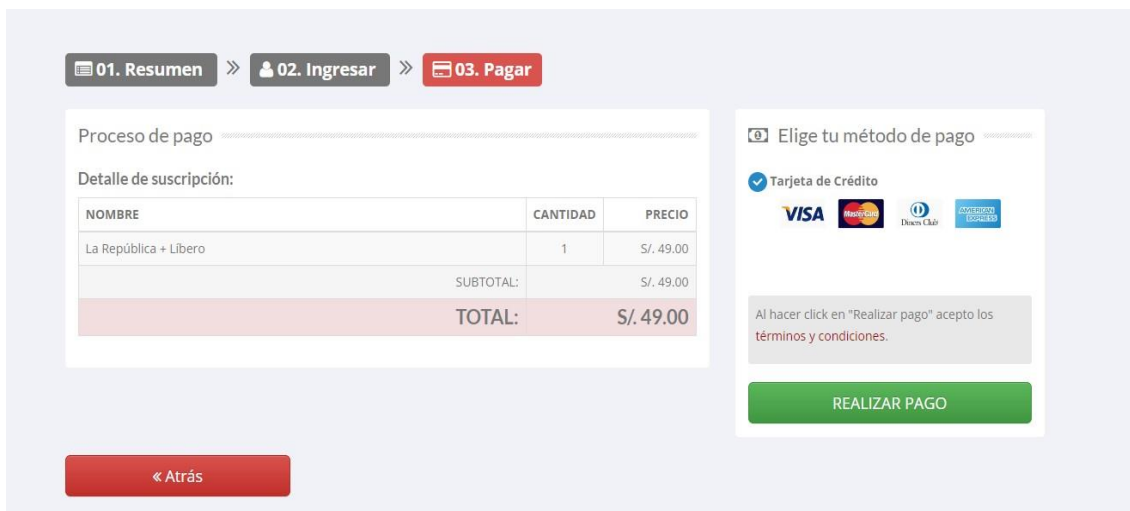 01. Resumen » 02. Ingresar » 03. Pagar
Proceso de pago
Detalle de suscripción:
NOMBRE CANTIDAD PRECIO
La República + Líbero 1 S/. 49.00
SUBTOTAL: S/. 49.00
TOTAL: S/. 49.00
« Atrás
Elige tu método de pago
Tarjeta de Crédito
VISA MasterCard Diners Club AMERICAN EXPRESS
Al hacer click en "Realizar pago" acepto los
términos y condiciones.
REALIZAR PAGO